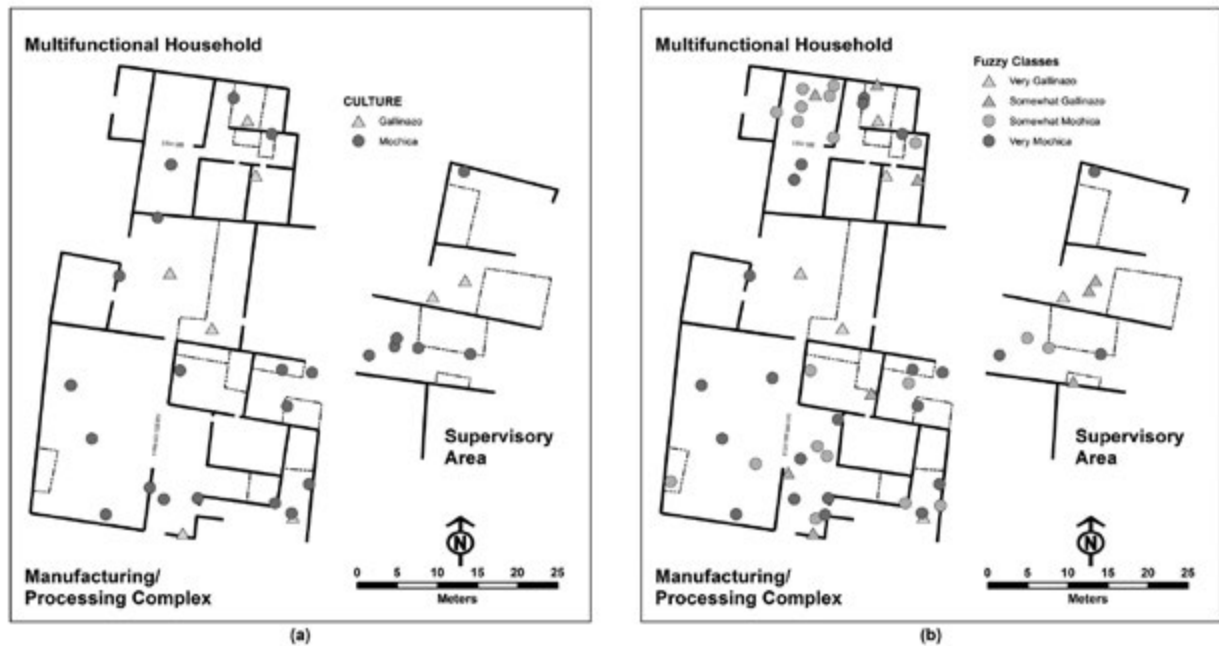 Multifunctional Household
CULTURE
Gallinazo
Mochica
Supervisory
Area
N
0 5 10 15 20 25
Meters
Manufacturing/
Processing Complex
(a)
Multifunctional Household
Fuzzy Classes
Very Gallinazo
Somewhat Gallinazo
Somewhat Modhica
Very Mochica
Supervisory
Area
N
0 5 10 15 20 25
Meters
Manufacturing/
Processing Complex
(b)